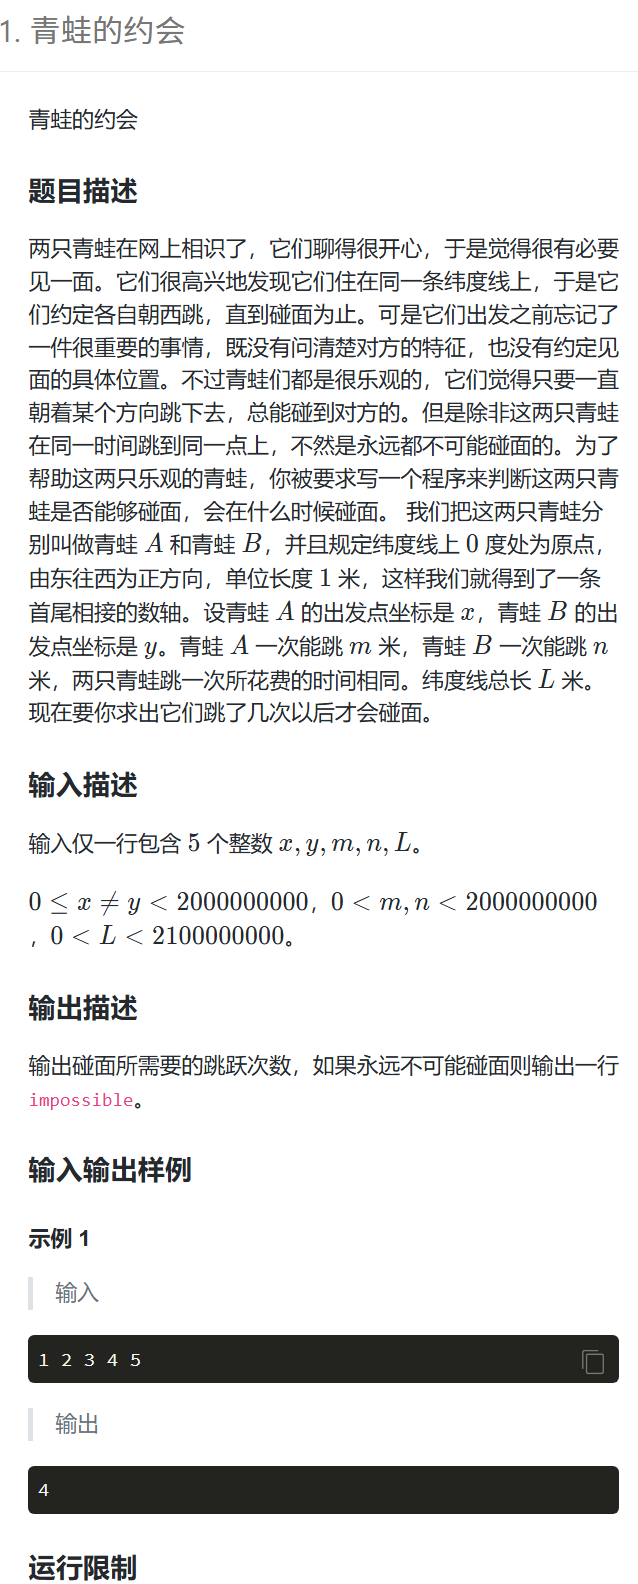 1. 青蛙的约会
青蛙的约会
题目描述
两只青蛙在网上相识了，它们聊得很开心，于是觉得很有必要
见一面。它们很高兴地发现它们住在同一条纬度线上，于是它
们约定各自朝西跳，直到碰面为止。可是它们出发之前忘记了
一件很重要的事情，既没有问清楚对方的特征，也没有约定见
面的具体位置。不过青蛙们都是很乐观的，它们觉得只要一直
朝着某个方向跳下去，总能碰到对方的。但是除非这两只青蛙
在同一时间跳到同一点上，不然是永远都不可能碰面的。为了
帮助这两只乐观的青蛙，你被要求写一个程序来判断这两只青
蛙是否能够碰面，会在什么时候碰面。 我们把这两只青蛙分
别叫做青蛙 A 和青蛙 B，并且规定纬度线上 0 度处为原点，
由东往西为正方向，单位长度 1 米，这样我们就得到了一条
首尾相接的数轴。设青蛙 A 的出发点坐标是 x，青蛙 B 的出
发点坐标是 y。青蛙 A 一次能跳 m 米，青蛙 B 一次能跳 n
米，两只青蛙跳一次所花费的时间相同。纬度线总长 L 米。
现在要你求出它们跳了几次以后才会碰面。
输入描述
输入仅一行包含 5 个整数 x, y, m, n, L。
0 ≤ x ≠ y < 2000000000，0 < m, n < 2000000000
，0 < L < 2100000000。
输出描述
输出碰面所需要的跳跃次数，如果永远不可能碰面则输出一行
impossible。
输入输出样例
示例 1
输入
1 2 3 4 5
输出
4
运行限制